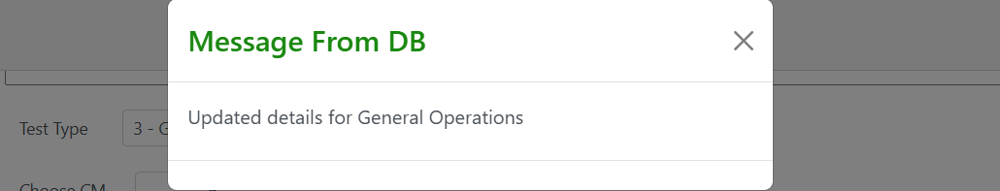 Message From DB
Updated details for General Operations
Test Type
3 - G
Choose CM